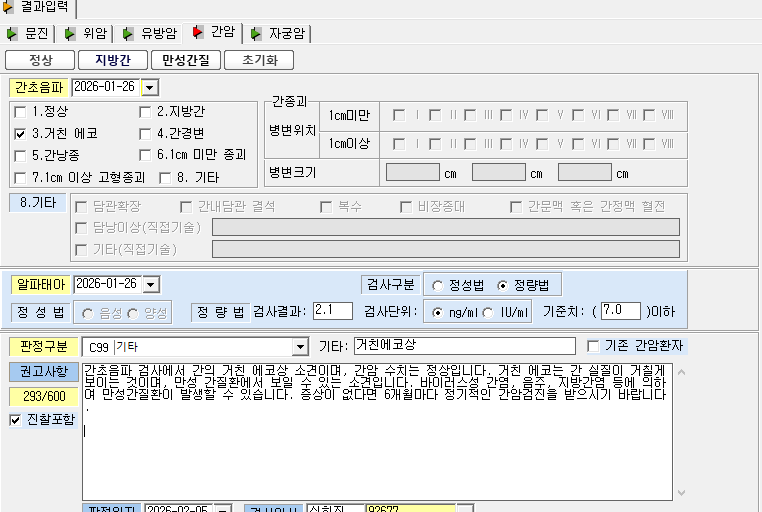 결과입력
문진 위암 유방암 간암 자궁암
정상 지방간 만성간질 초기화
간초음파 2026-01-26
1.정상 2.지방간
3.거친 에코 4.간경변
5.간낭종 6.1cm 미만 종괴
7.1cm 이상 고형종괴 8. 기타
간종괴
병변위치
1cm미만 I II III IV V VI VII VIII
1cm이상 I II III IV V VI VII VIII
병변크기 cm cm cm
8.기타 담관확장 간내담관 결석 복수 비장종대 간문맥 혹은 간정맥 혈전
담낭이상(직접기술)
기타(직접기술)
알파태아 2026-01-26 검사구분 정성법 정량법
정 성 법 음성 양성 정 량 법 검사결과: 2.1 검사단위: ng/ml IU/ml 기준치: ( 7.0 )이하
판정구분 C99 기타 기타: 거친에코상 기존 간암환자
권고사항
293/600
진찰포함
간초음파 검사에서 간의 거친 에코상 소견이며, 간암 수치는 정상입니다. 거친 에코는 간 실질이 거칠게
보이는 것이며, 만성 간질환에서 보일 수 있는 소견입니다. 바이러스성 간염, 음주, 지방간염 등에 의하
여 만성간질환이 발생할 수 있습니다. 증상이 없다면 6개월마다 정기적인 간암검진을 받으시기 바랍니다
.
판정일자 2026-02-05 92677